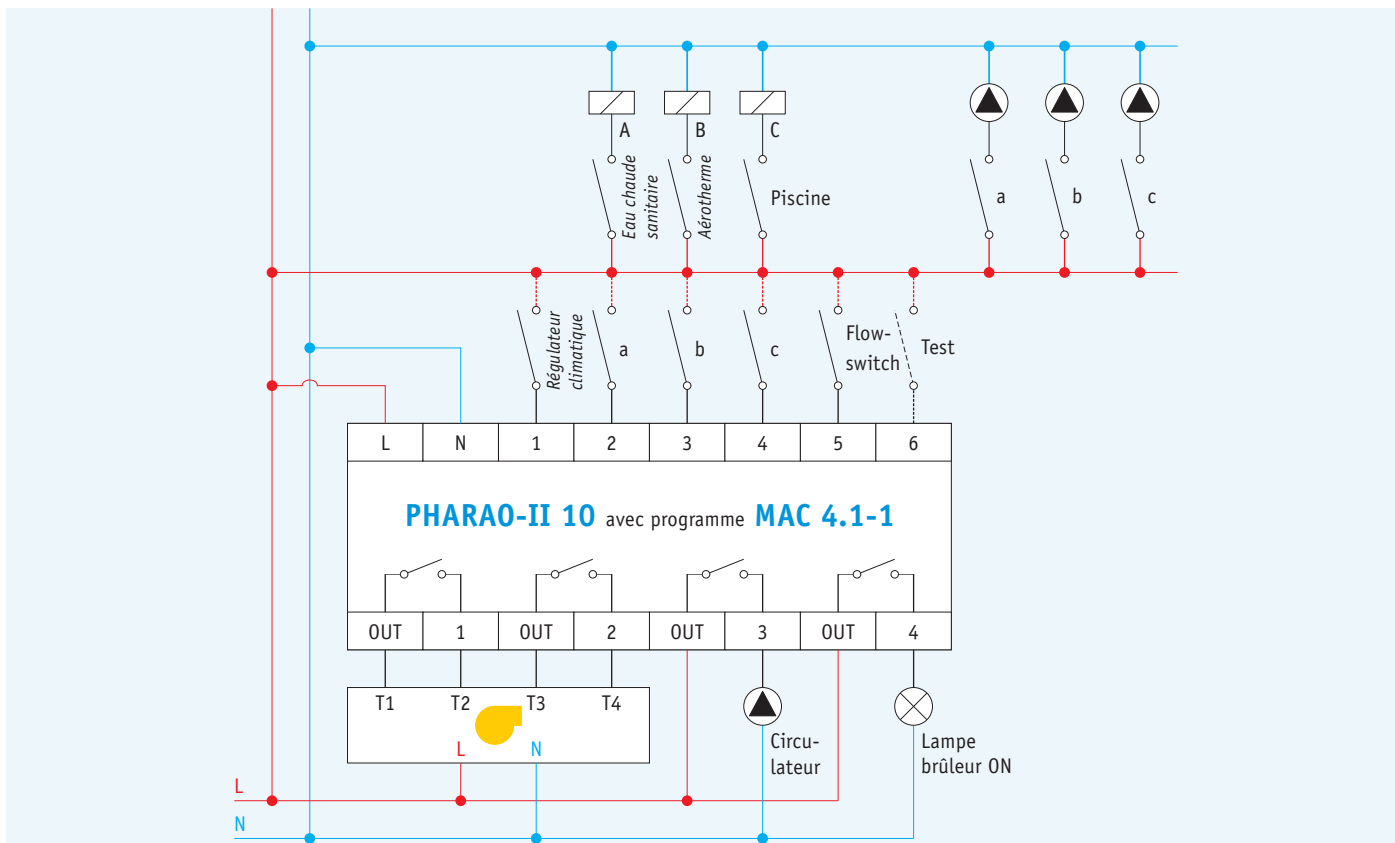 A
B
C
Eau chaude
sanitaire
Aérotherme
Piscine
a
b
c
Régulateur
climatique
a
b
c
Flow-
switch
Test
L N 1 2 3 4 5 6
PHARAO-II 10 avec programme MAC 4.1-1
OUT 1 OUT 2 OUT 3 OUT 4
T1 T2 T3 T4
L N
Circu-
lateur
Lampe
brûleur ON
L
N